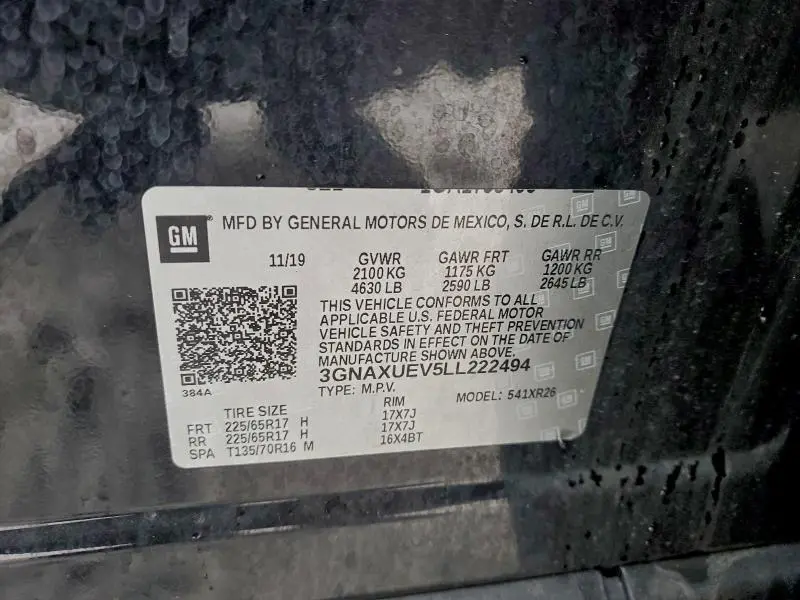 GM MFD BY GENERAL MOTORS DE MEXICO, S. DE R.L. DE C.V.
11/19 GVWR GAWR FRT GAWR RR
2100 KG 1175 KG 1200 KG
4630 LB 2590 LB 2645 LB
THIS VEHICLE CONFORMS TO ALL
APPLICABLE U.S. FEDERAL MOTOR
VEHICLE SAFETY AND THEFT PREVENTION
STANDARDS IN EFFECT ON THE DATE OF
MANUFACTURE SHOWN ABOVE.
384A
3GNAXUEV5LL222494
TYPE: M.P.V. MODEL: 541XR26
TIRE SIZE RIM
FRT 225/65R17 H 17X7J
RR 225/65R17 H 17X7J
SPA T135/70R16 M 16X4BT